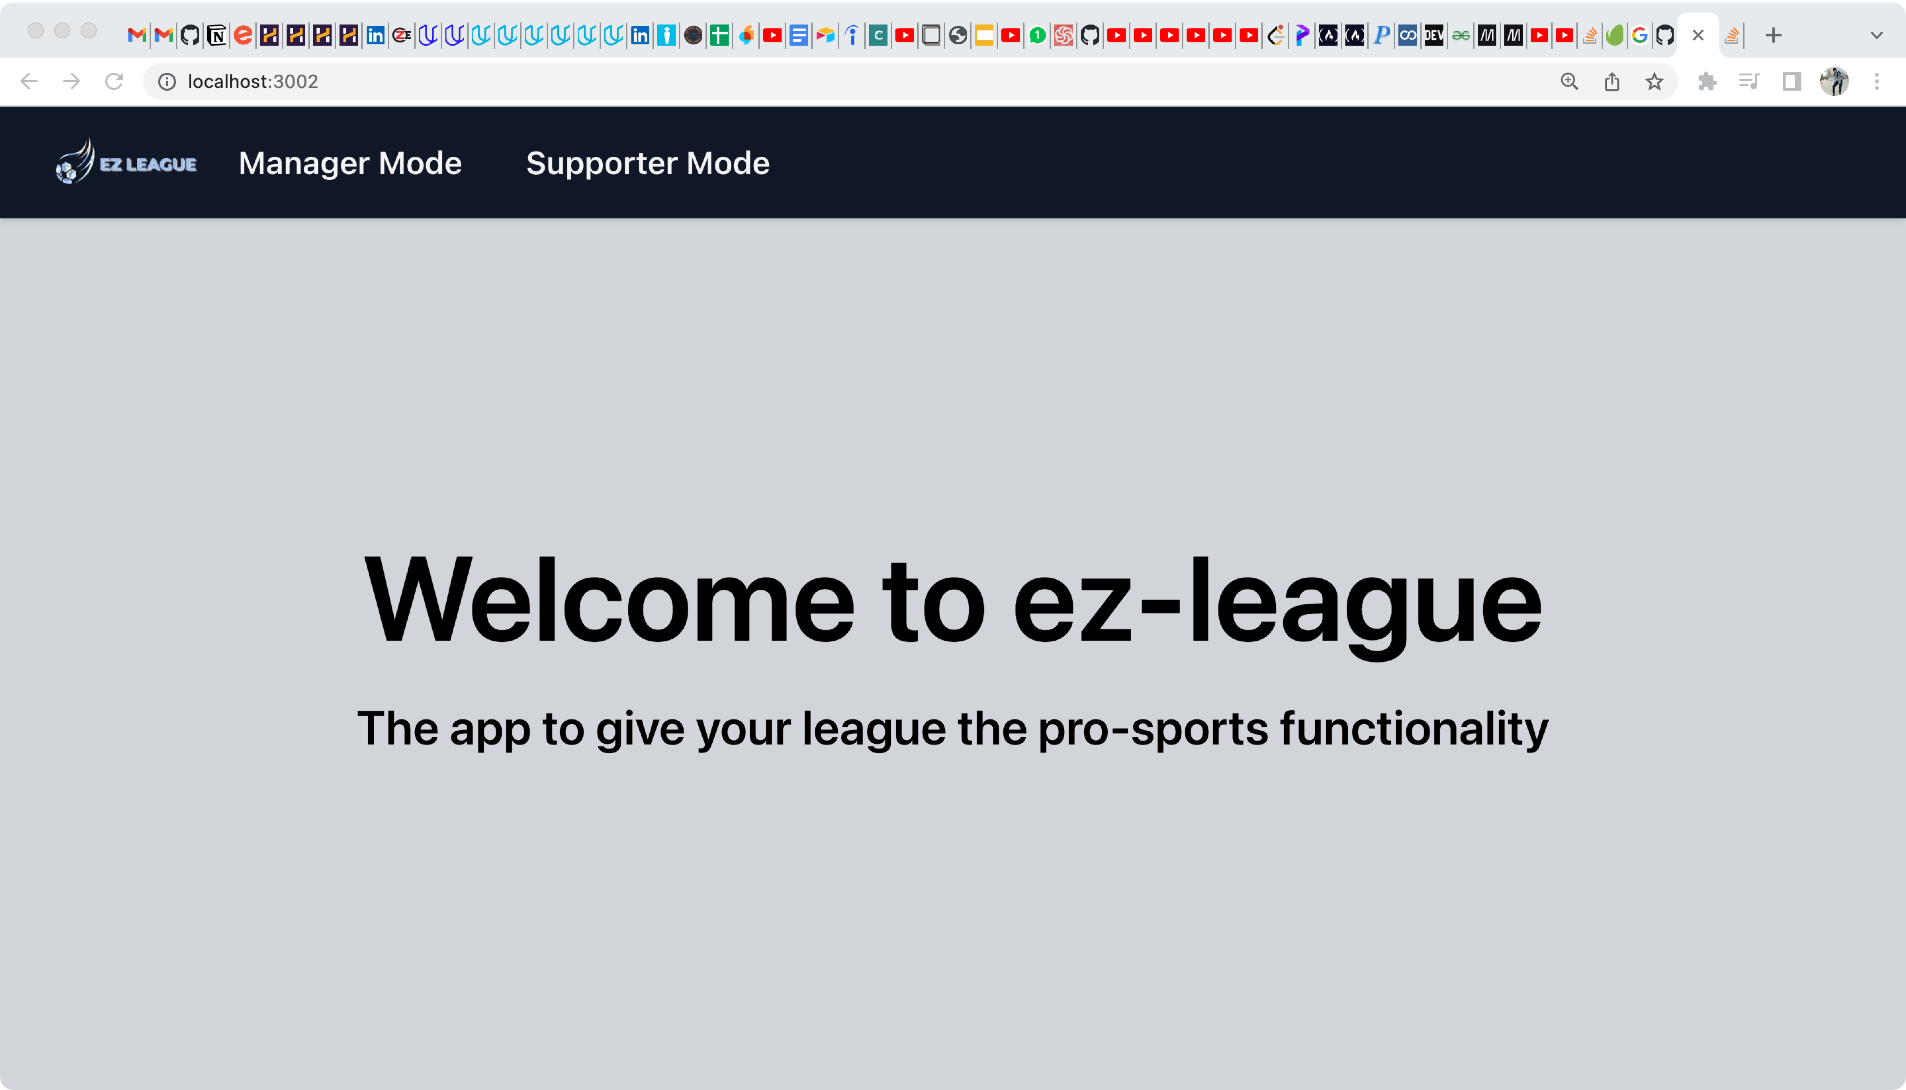 localhost:3002
EZ LEAGUE
Manager Mode
Supporter Mode
Welcome to ez-league
The app to give your league the pro-sports functionality